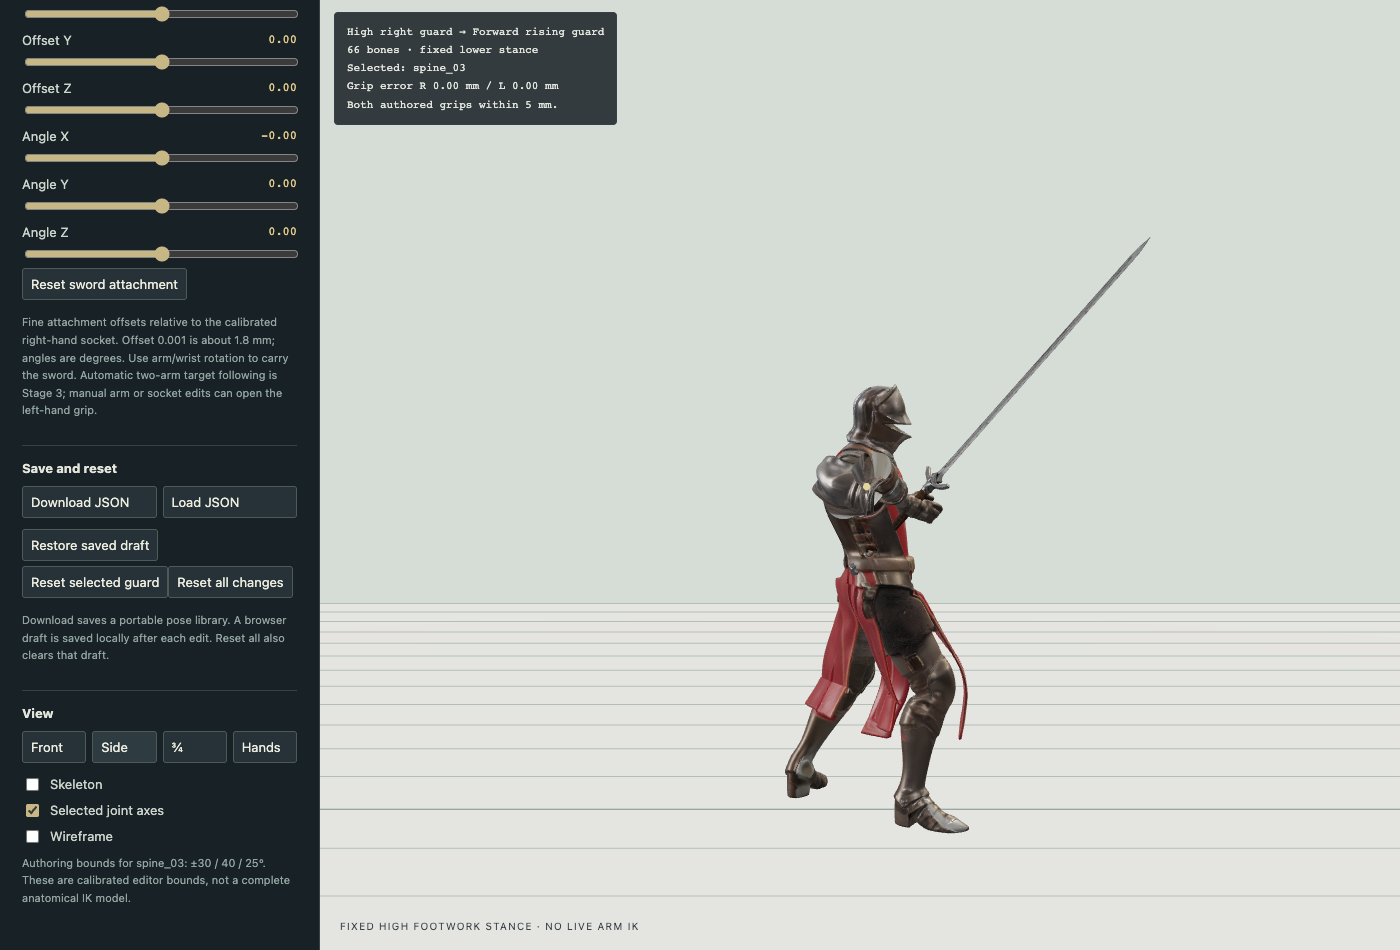 Offset Y
0.00
Offset Z
0.00
Angle X
−0.00
Angle Y
0.00
Angle Z
0.00
Reset sword attachment
Fine attachment offsets relative to the calibrated
right-hand socket. Offset 0.001 is about 1.8 mm;
angles are degrees. Use arm/wrist rotation to carry
the sword. Automatic two-arm target following is
Stage 3; manual arm or socket edits can open the
left-hand grip.
Save and reset
Download JSON
Load JSON
Restore saved draft
Reset selected guard
Reset all changes
Download saves a portable pose library. A browser
draft is saved locally after each edit. Reset all also
clears that draft.
View
Front
Side
¾
Hands
Skeleton
Selected joint axes
Wireframe
Authoring bounds for spine_03: ±30 / 40 / 25°.
These are calibrated editor bounds, not a complete
anatomical IK model.
High right guard → Forward rising guard
66 bones · fixed lower stance
Selected: spine_03
Grip error R 0.00 mm / L 0.00 mm
Both authored grips within 5 mm.
FIXED HIGH FOOTWORK STANCE · NO LIVE ARM IK